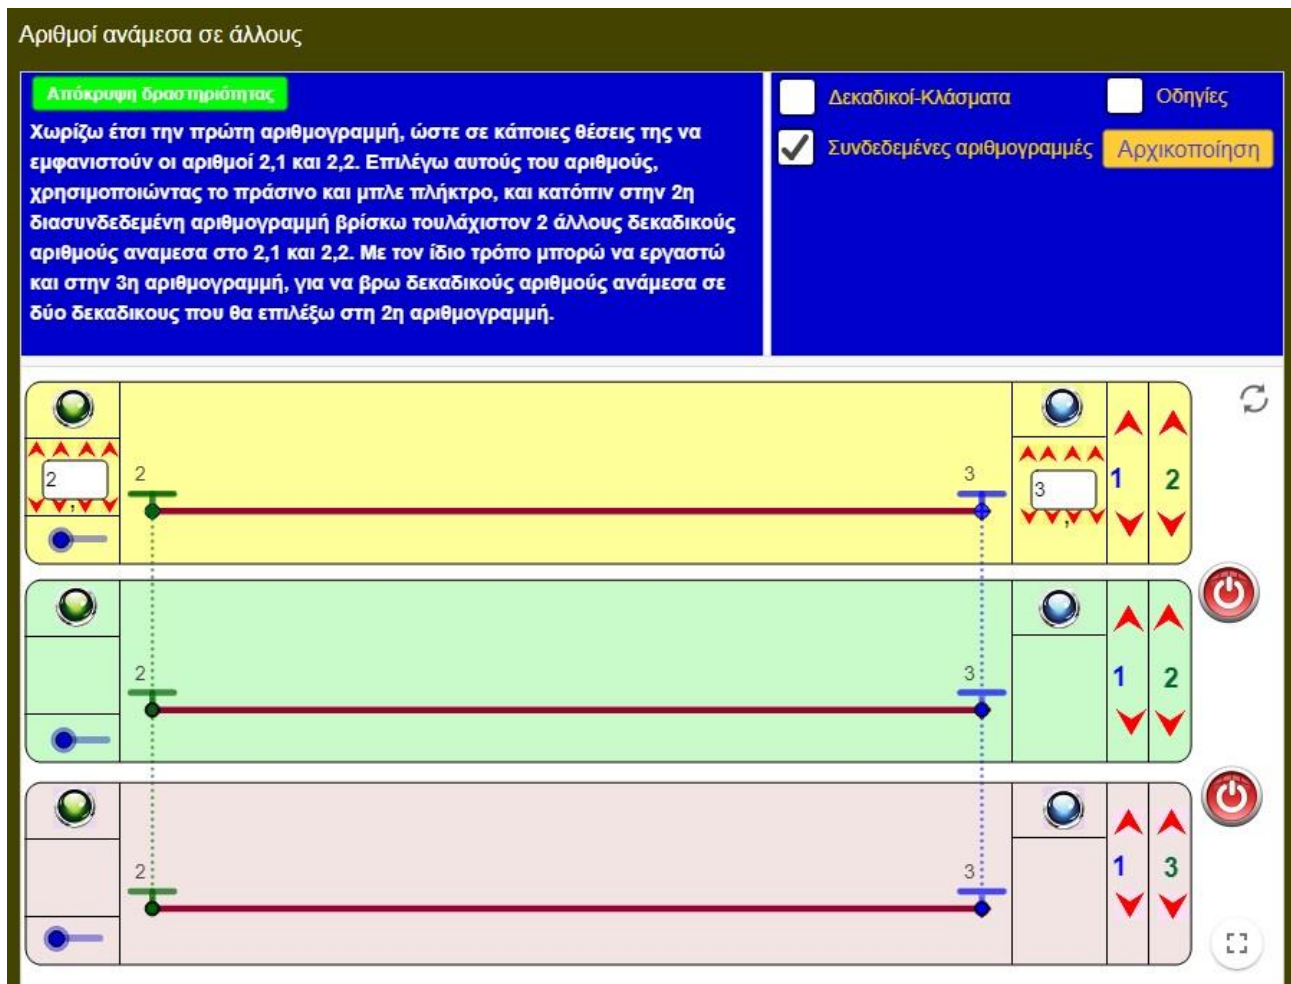 Αριθμοί ανάμεσα σε άλλους
Απόκρυψη δραστηριότητας
Χωρίζω έτσι την πρώτη αριθμογραμμή, ώστε σε κάποιες θέσεις της να
εμφανιστούν οι αριθμοί 2,1 και 2,2. Επιλέγω αυτούς του αριθμούς,
χρησιμοποιώντας το πράσινο και μπλε πλήκτρο, και κατόπιν στην 2η
διασυνδεδεμένη αριθμογραμμή βρίσκω τουλάχιστον 2 άλλους δεκαδικούς
αριθμούς αναμεσα στο 2,1 και 2,2. Με τον ίδιο τρόπο μπορώ να εργαστώ
και στην 3η αριθμογραμμή, για να βρω δεκαδικούς αριθμούς ανάμεσα σε
δύο δεκαδικους που θα επιλέξω στη 2η αριθμογραμμή.
Δεκαδικοί-Κλάσματα
Οδηγίες
Συνδεδεμένες αριθμογραμμές
Αρχικοποίηση
2
,
2
3
3
,
1
2
2
3
1
2
2
3
1
3